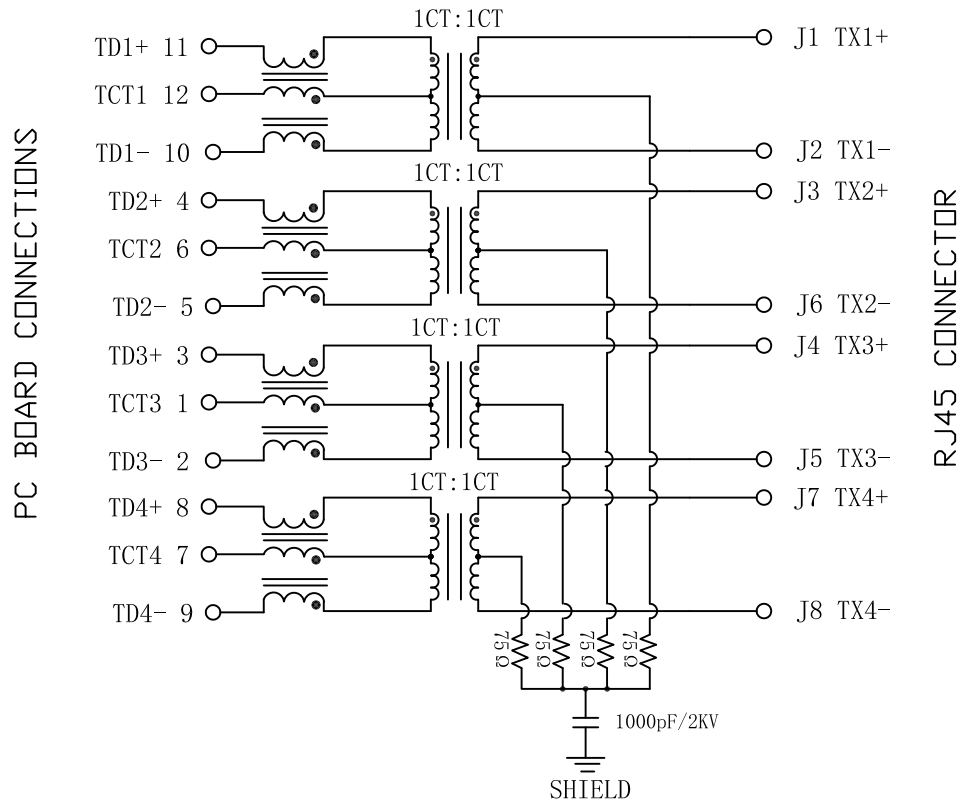 1CT:1CT
TD1+ 11
J1 TX1+
TCT1 12
TD1- 10
J2 TX1-
1CT:1CT
TD2+ 4
J3 TX2+
TCT2 6
TD2- 5
J6 TX2-
1CT:1CT
TD3+ 3
J4 TX3+
TCT3 1
TD3- 2
J5 TX3-
1CT:1CT
TD4+ 8
J7 TX4+
TCT4 7
TD4- 9
J8 TX4-
75Ω
75Ω
75Ω
75Ω
1000pF/2KV
SHIELD
PC BOARD CONNECTIONS
RJ45 CONNECTOR